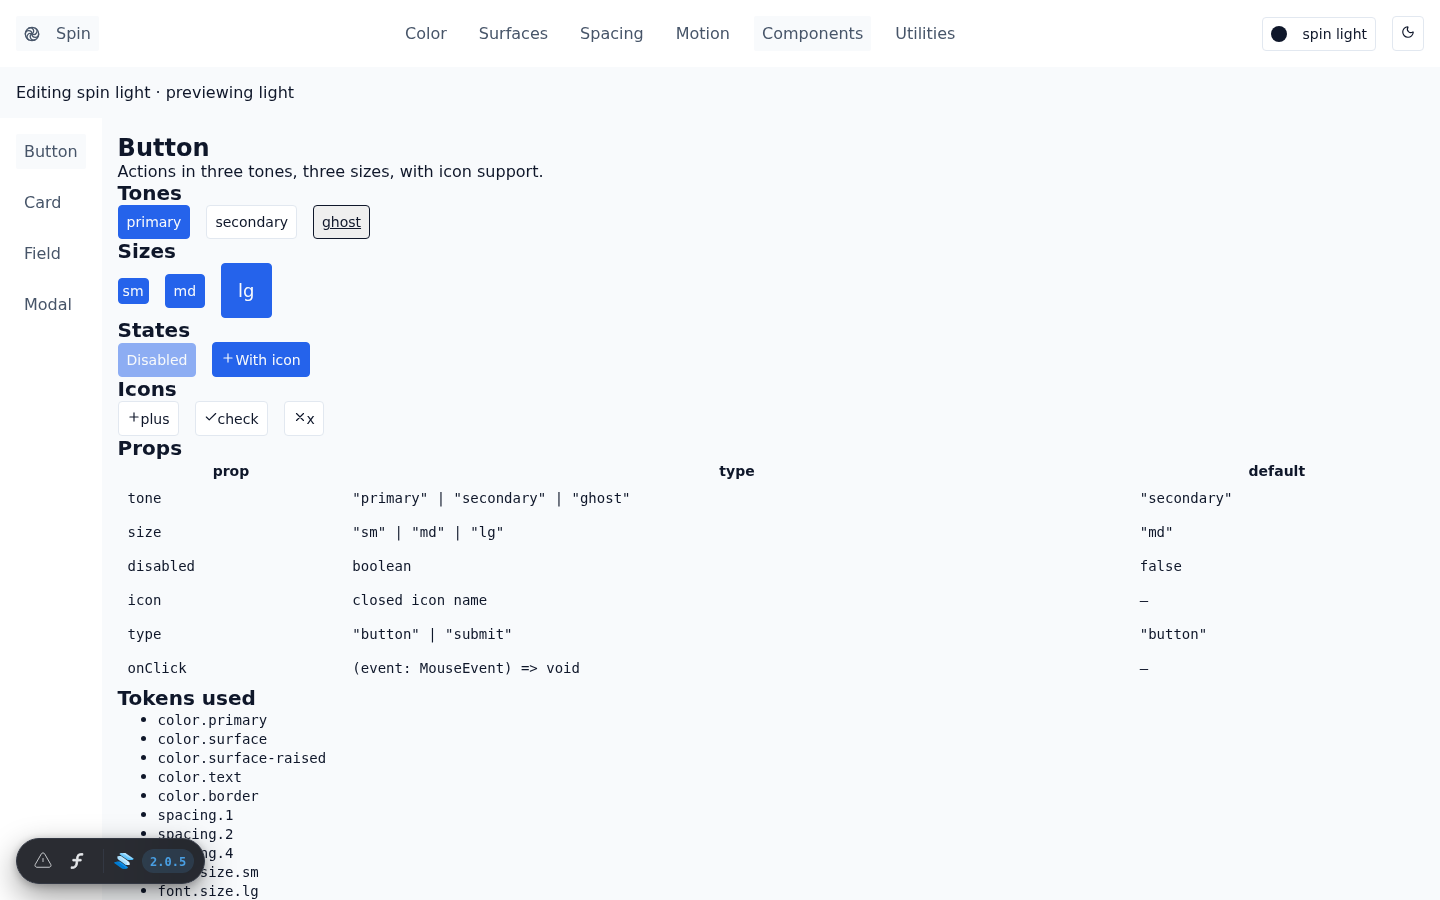 Spin
Color Surfaces Spacing Motion Components Utilities
spin light
Editing spin light · previewing light
Button
Card
Field
Modal
Button
Actions in three tones, three sizes, with icon support.
Tones
primary secondary ghost
Sizes
sm md lg
States
Disabled With icon
Icons
plus check x
Props
prop type default
tone "primary" | "secondary" | "ghost" "secondary"
size "sm" | "md" | "lg" "md"
disabled boolean false
icon closed icon name —
type "button" | "submit" "button"
onClick (event: MouseEvent) => void —
Tokens used
color.primary
color.surface
color.surface-raised
color.text
color.border
spacing.1
spacing.2
ng.4
size.sm
font.size.lg
2.0.5